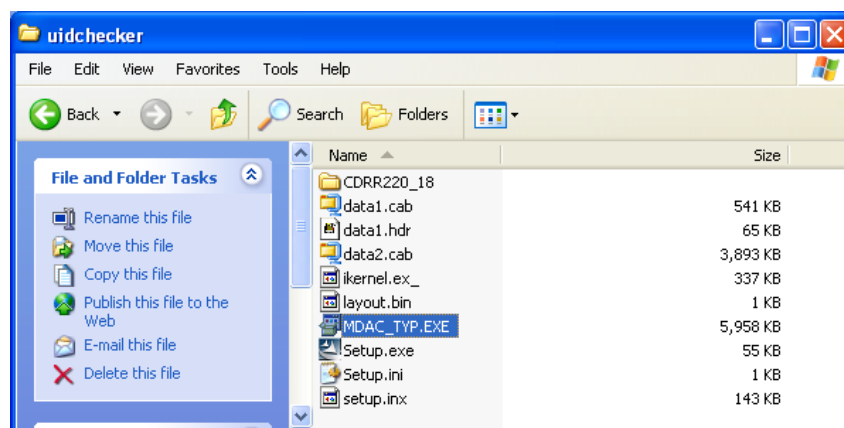 uidchecker
File Edit View Favorites Tools Help
Back Search Folders
Name Size
File and Folder Tasks
Rename this file
Move this file
Copy this file
Publish this file to the
Web
E-mail this file
Delete this file
CDRR220_18
data1.cab 541 KB
data1.hdr 65 KB
data2.cab 3,893 KB
ikernel.ex_ 337 KB
layout.bin 1 KB
MDAC_TYP.EXE 5,958 KB
Setup.exe 55 KB
Setup.ini 1 KB
setup.inx 143 KB